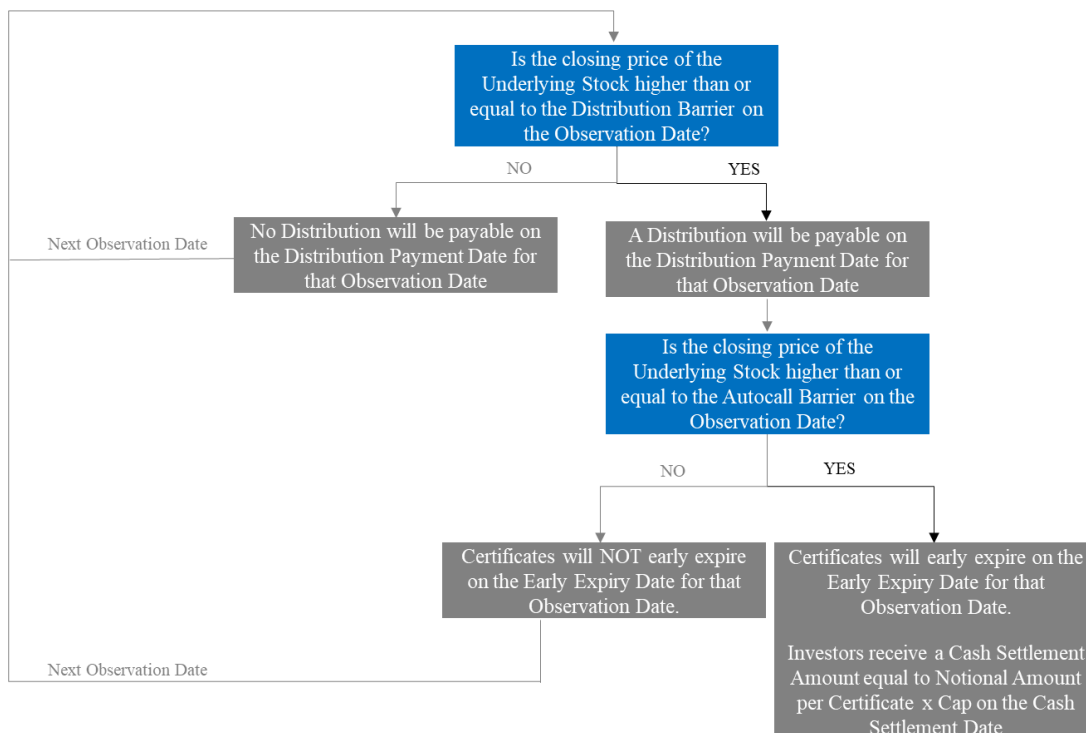 Is the closing price of the
Underlying Stock higher than or
equal to the Distribution Barrier on
the Observation Date?
NO
YES
Next Observation Date
No Distribution will be payable on
the Distribution Payment Date for
that Observation Date
A Distribution will be payable on
the Distribution Payment Date for
that Observation Date
Is the closing price of the
Underlying Stock higher than or
equal to the Autocall Barrier on the
Observation Date?
NO
YES
Certificates will NOT early expire
on the Early Expiry Date for that
Observation Date.
Certificates will early expire on the
Early Expiry Date for that
Observation Date.
Investors receive a Cash Settlement
Amount equal to Notional Amount
per Certificate x Cap on the Cash
Settlement Date
Next Observation Date